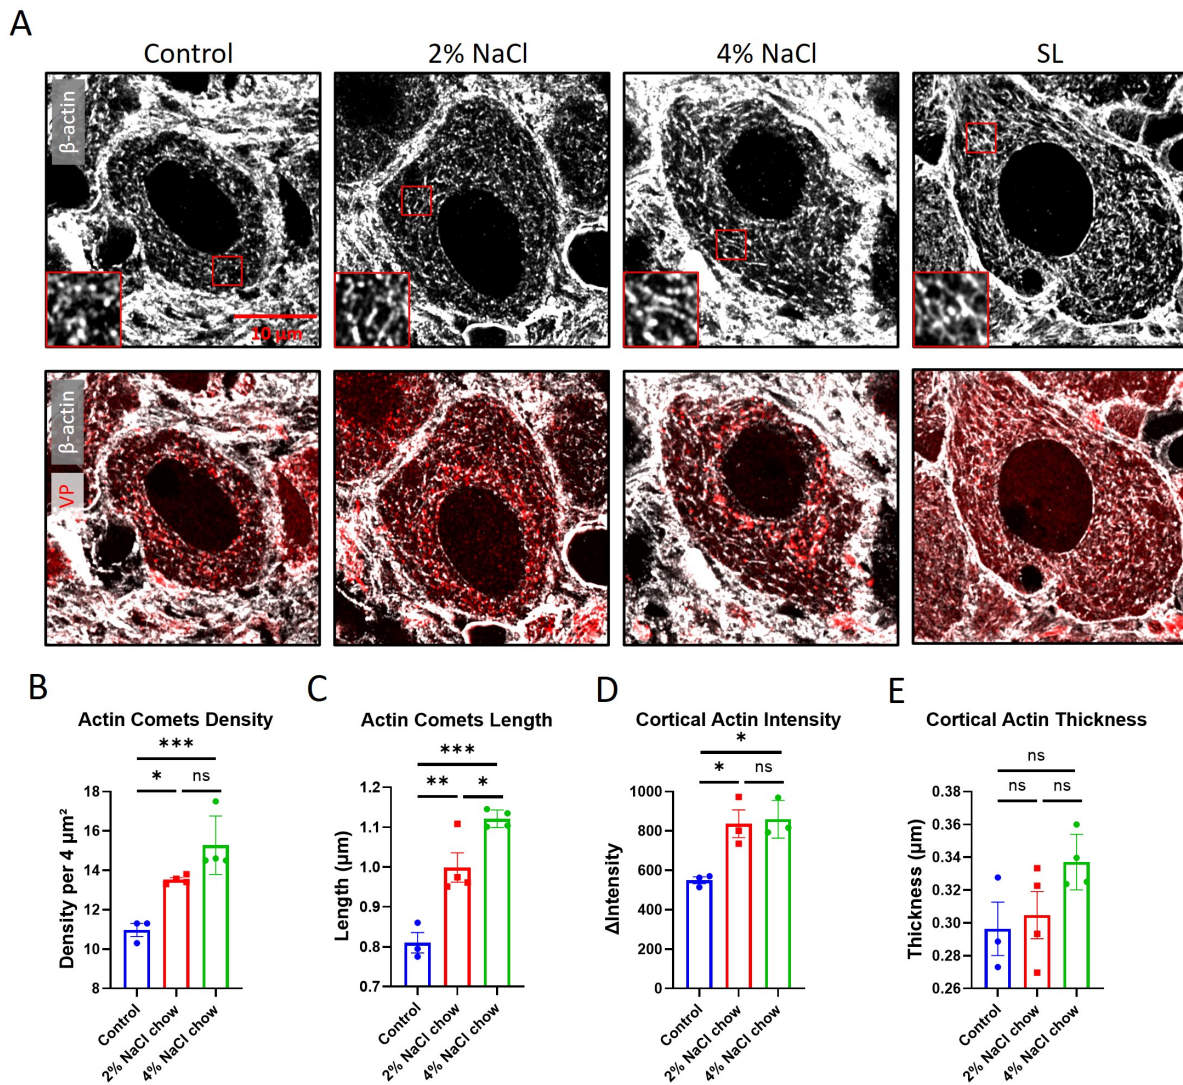 A
Control
2% NaCl
4% NaCl
SL
β-actin
10 μm
β-actin
VP
B
Actin Comets Density
***
*
ns
Density per 4 μm²
18
16
14
12
10
8
Control
2% NaCl chow
4% NaCl chow
C
Actin Comets Length
***
**
*
Length (μm)
1.2
1.1
1.0
0.9
0.8
0.7
Control
2% NaCl chow
4% NaCl chow
D
Cortical Actin Intensity
*
*
ns
ΔIntensity
1000
800
600
400
200
0
Control
2% NaCl chow
4% NaCl chow
E
Cortical Actin Thickness
ns
ns
ns
Thickness (μm)
0.38
0.36
0.34
0.32
0.30
0.28
0.26
Control
2% NaCl chow
4% NaCl chow